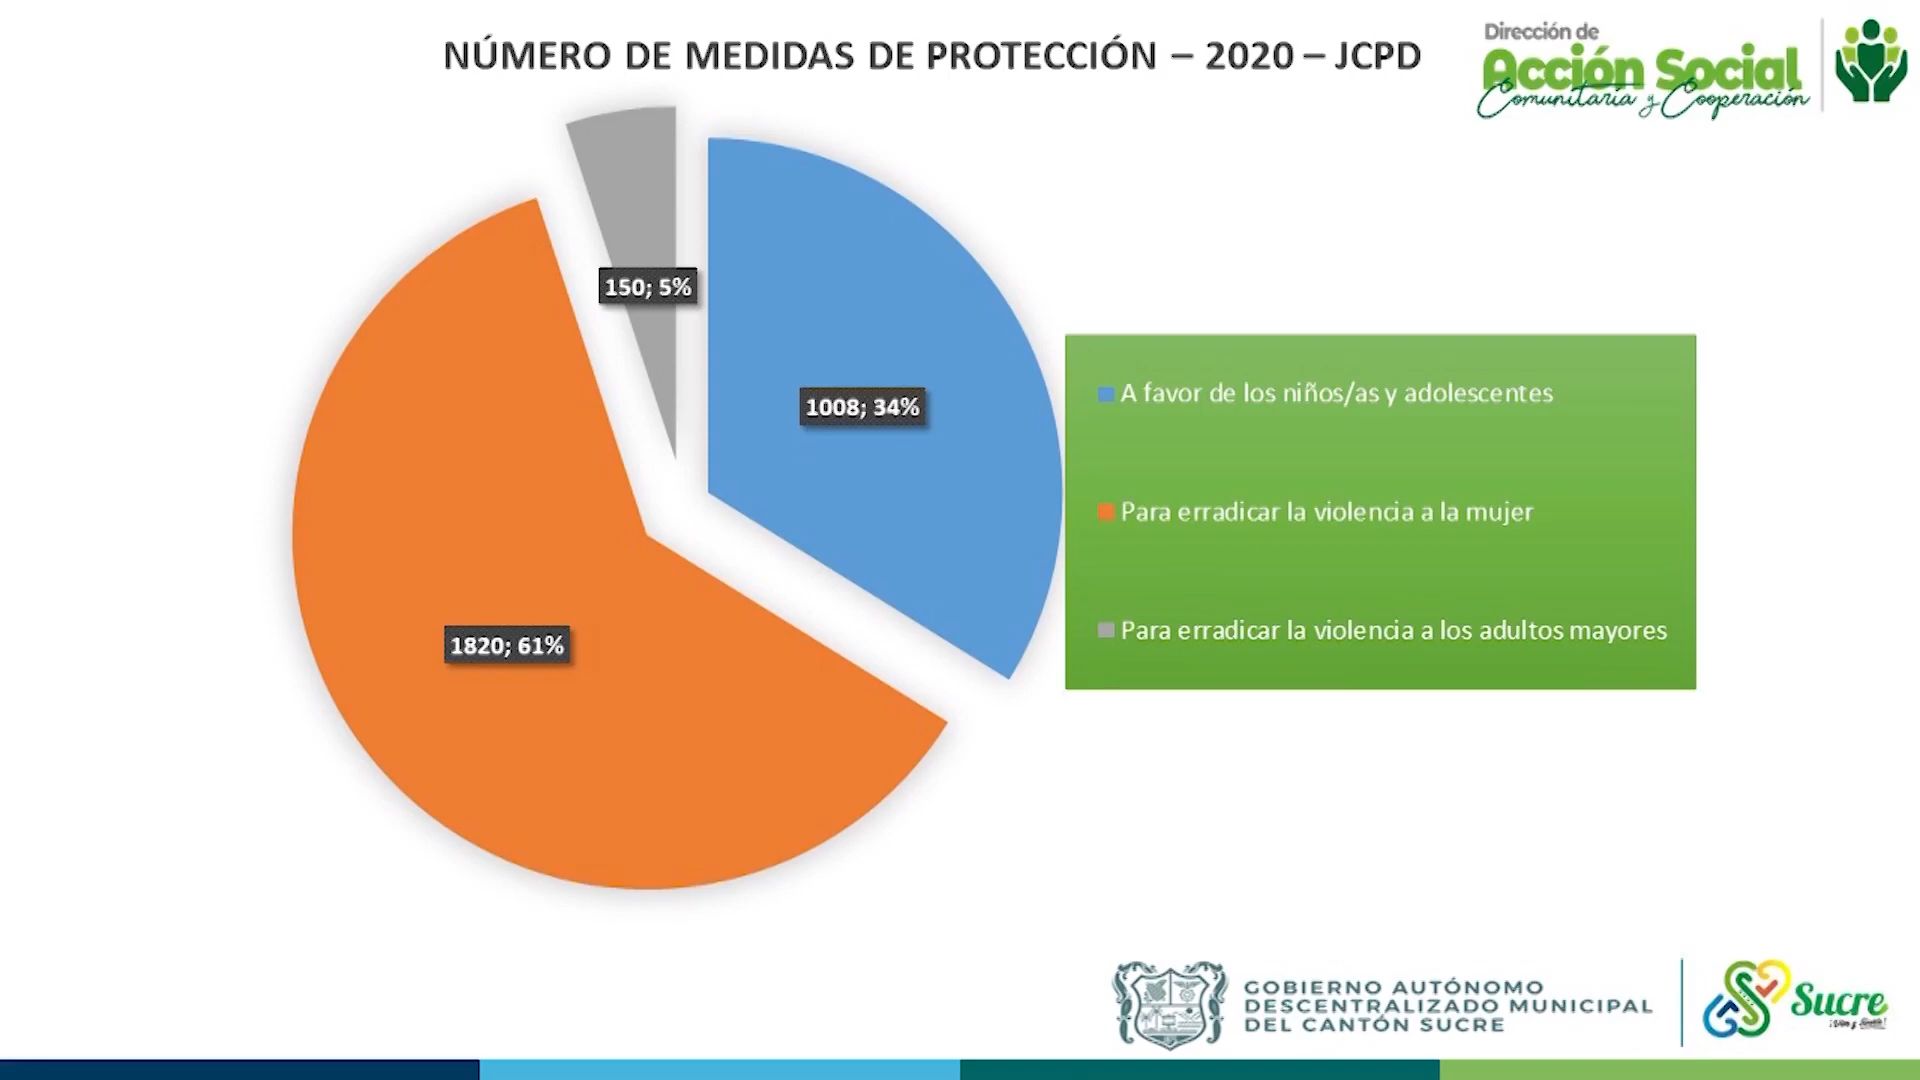 NÚMERO DE MEDIDAS DE PROTECCIÓN – 2020 – JCPD
Dirección de
Acción Social
Comunitaria y Cooperación
150; 5%
1008; 34%
1820; 61%
A favor de los niños/as y adolescentes
Para erradicar la violencia a la mujer
Para erradicar la violencia a los adultos mayores
GOBIERNO AUTÓNOMO
DESCENTRALIZADO MUNICIPAL
DEL CANTÓN SUCRE
Sucre